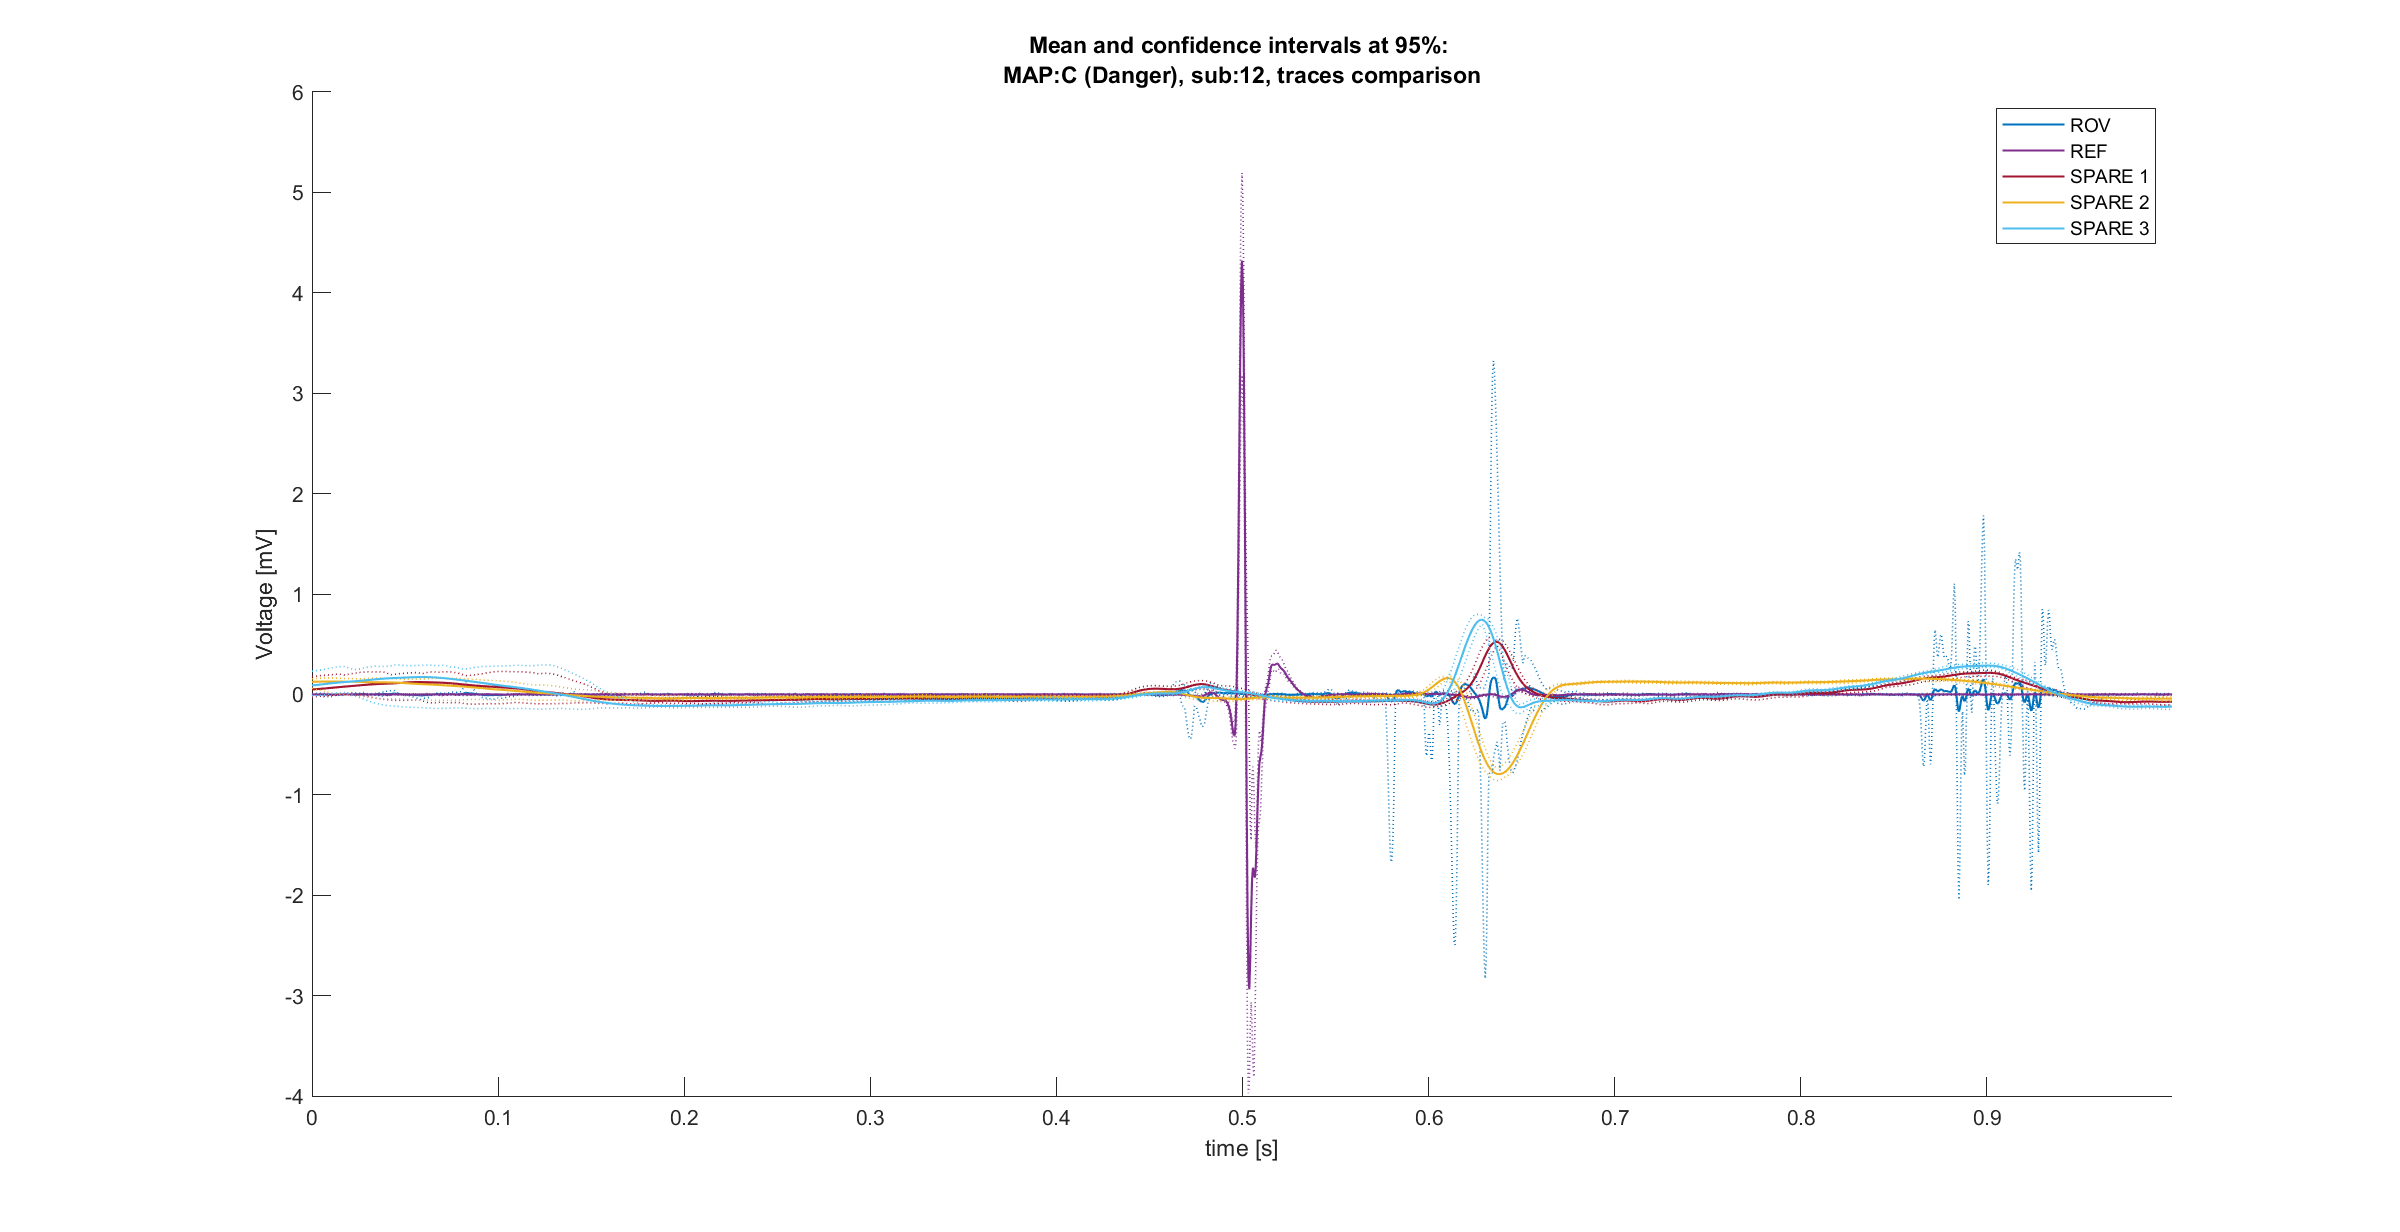 Mean and confidence intervals at 95%:
MAP:C (Danger), sub:12, traces comparison
6
5
4
3
2
1
0
-1
-2
-3
-4
Voltage [mV]
ROV
REF
SPARE 1
SPARE 2
SPARE 3
0 0.1 0.2 0.3 0.4 0.5 0.6 0.7 0.8 0.9
time [s]